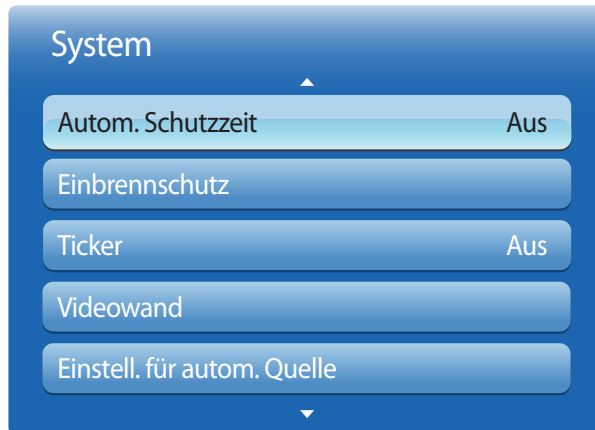 System
Autom. Schutzzeit Aus
Einbrennschutz
Ticker Aus
Videowand
Einstell. für autom. Quelle